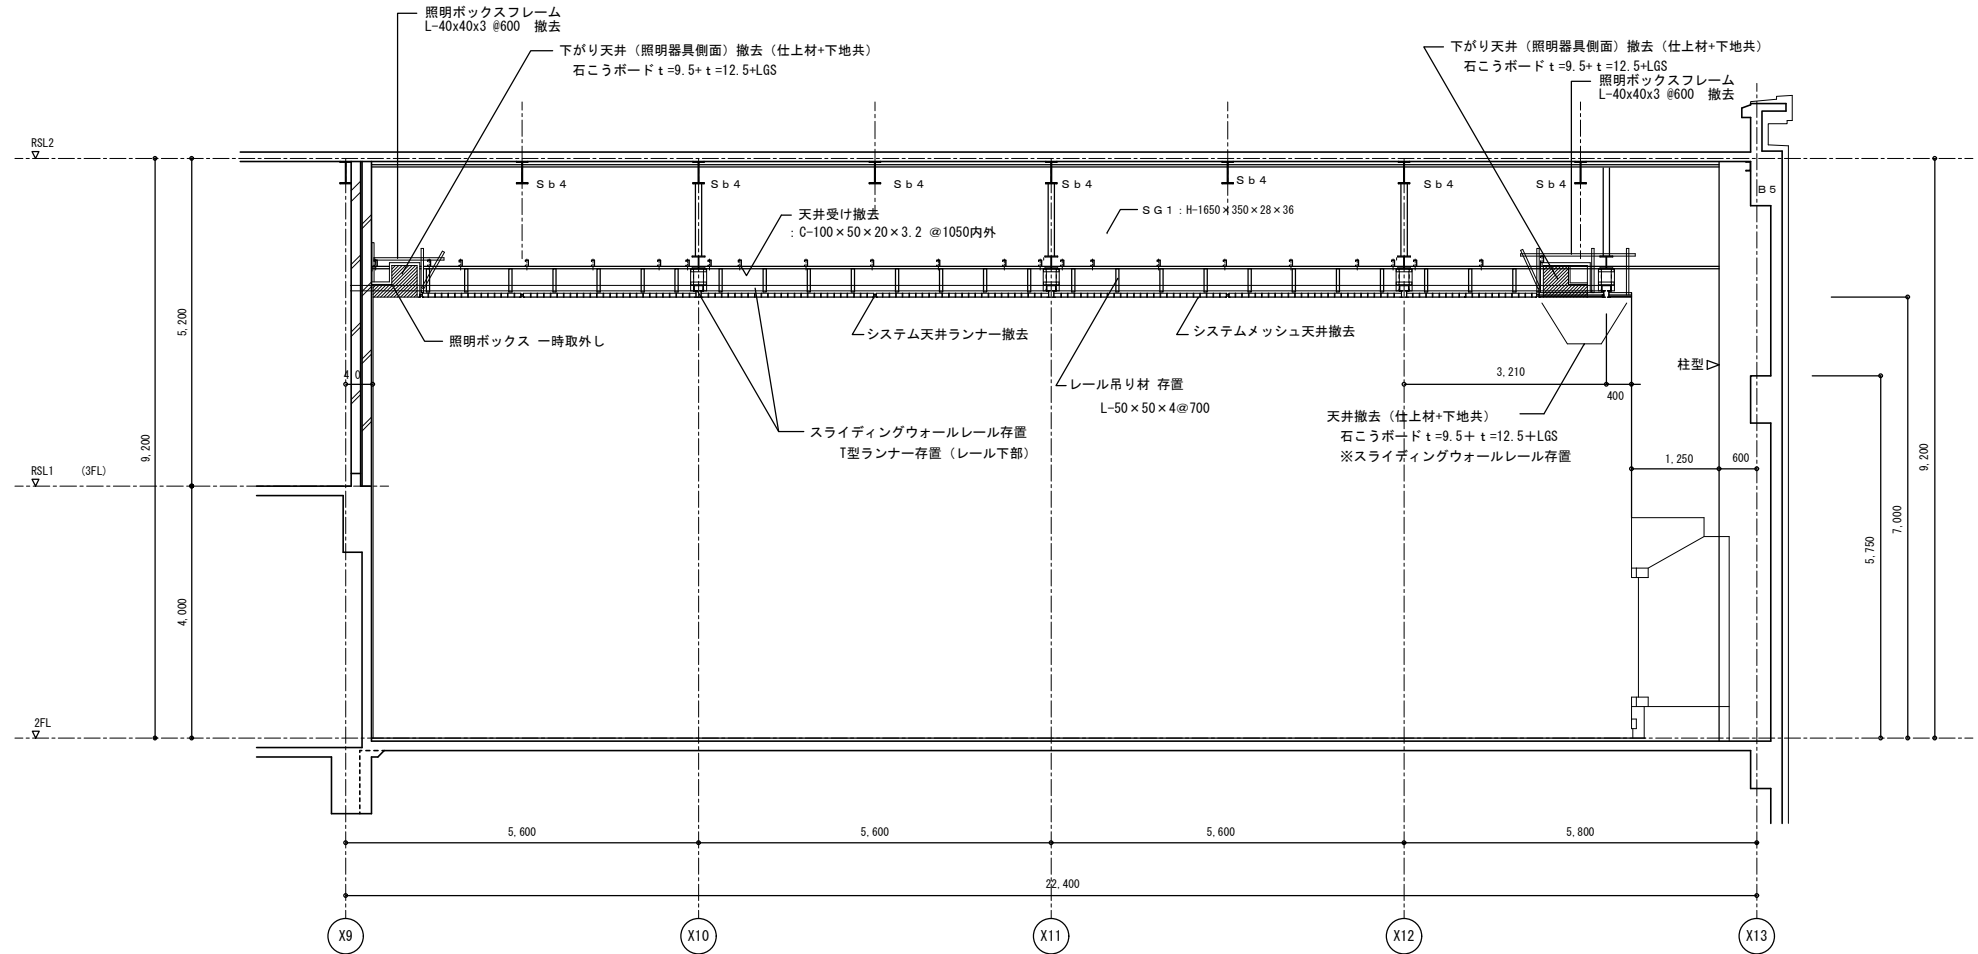 照明ボックスフレーム
L-40x40x3 @600 撤去
下がり天井（照明器具側面）撤去（仕上材+下地共）
石こうボードｔ=9.5+ｔ=12.5+LGS
下がり天井（照明器具側面）撤去（仕上材+下地共）
石こうボードｔ=9.5+ｔ=12.5+LGS
照明ボックスフレーム
L-40x40x3 @600 撤去
RSL2
Ｓｂ４
Ｓｂ４
Ｓｂ４
Ｓｂ４
Ｓｂ４
Ｓｂ４
Ｓｂ４
Ｂ５
天井受け撤去
：C-100×50×20×3.2 @1050内外
ＳＧ１：H-1650×350×28×36
5,200
照明ボックス 一時取外し
システム天井ランナー撤去
システムメッシュ天井撤去
柱型
レール吊り材 存置
L-50×50×4@700
3,210
400
天井撤去（仕上材+下地共）
石こうボードｔ=9.5＋ｔ=12.5＋LGS
※スライディングウォールレール存置
スライディングウォールレール存置
T型ランナー存置（レール下部）
9,200
RSL1 (3FL)
1,250
600
9,200
7,000
5,750
4,000
2FL
5,600
5,600
5,600
5,800
22,400
X9
X10
X11
X12
X13